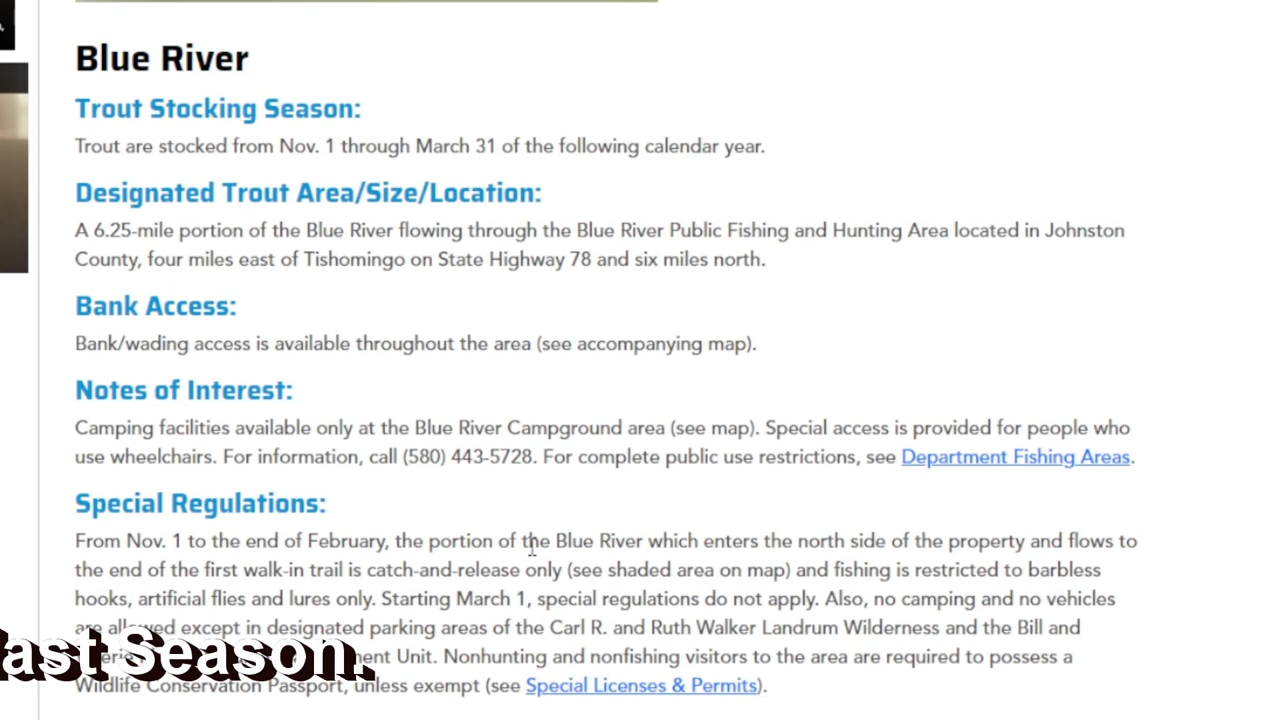 Blue River
Trout Stocking Season:
Trout are stocked from Nov. 1 through March 31 of the following calendar year.
Designated Trout Area/Size/Location:
A 6.25-mile portion of the Blue River flowing through the Blue River Public Fishing and Hunting Area located in Johnston
County, four miles east of Tishomingo on State Highway 78 and six miles north.
Bank Access:
Bank/wading access is available throughout the area (see accompanying map).
Notes of Interest:
Camping facilities available only at the Blue River Campground area (see map). Special access is provided for people who
use wheelchairs. For information, call (580) 443-5728. For complete public use restrictions, see Department Fishing Areas.
Special Regulations:
From Nov. 1 to the end of February, the portion of the Blue River which enters the north side of the property and flows to
the end of the first walk-in trail is catch-and-release only (see shaded area on map) and fishing is restricted to barbless
hooks, artificial flies and lures only. Starting March 1, special regulations do not apply. Also, no camping and no vehicles
are allowed except in designated parking areas of the Carl R. and Ruth Walker Landrum Wilderness and the Bill and
Unit. Nonhunting and nonfishing visitors to the area are required to possess a
ast Season.
Wildlife Conservation Passport, unless exempt (see Special Licenses & Permits).